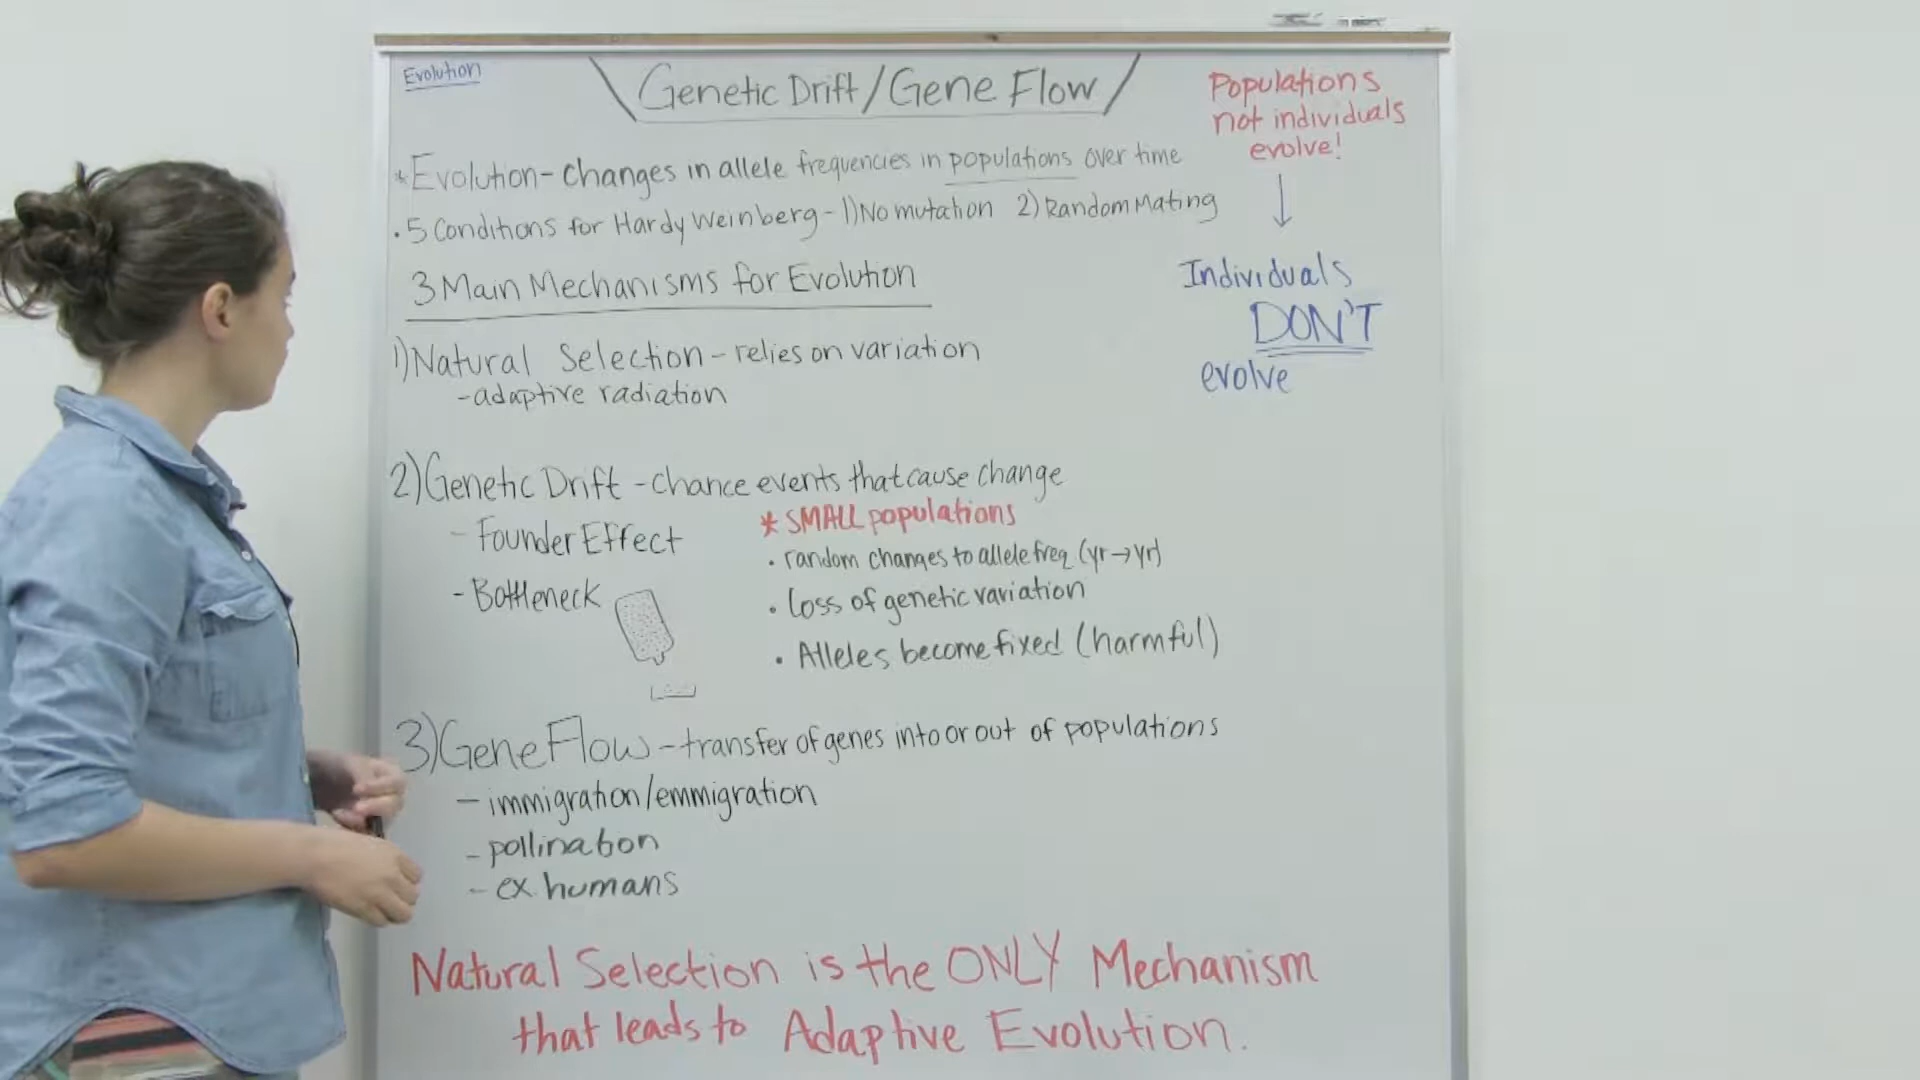 Evolution
Genetic Drift/Gene Flow
Populations
not individuals
evolve!
* Evolution - changes in allele frequencies in populations over time
. 5 Conditions for Hardy Weinberg - 1) No mutation 2) Random Mating
Individuals
DON'T
evolve
3 Main Mechanisms for Evolution
1) Natural Selection - relies on variation
- adaptive radiation
2) Genetic Drift - chance events that cause change
- Founder Effect
- Bottleneck
* SMALL populations
. random changes to allele freq (yr→yr)
. Loss of genetic variation
. Alleles become fixed (harmful)
3) Gene Flow - transfer of genes into or out of populations
- immigration/emmigration
- pollination
- ex. humans
Natural Selection is the ONLY Mechanism
that leads to Adaptive Evolution.